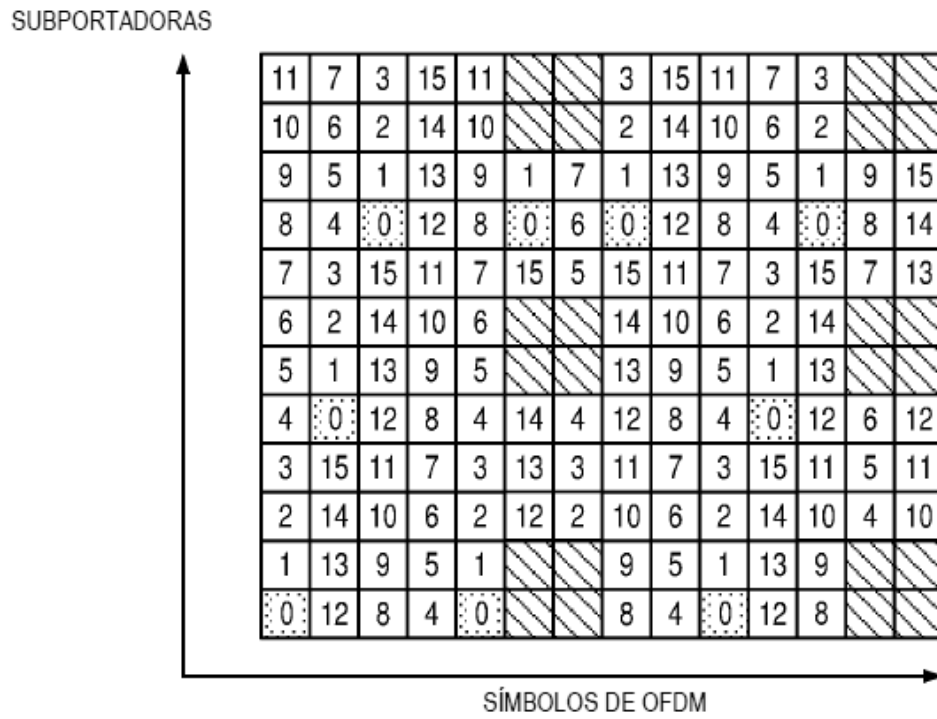 SUBPORTADORAS
11 7 3 15 11 3 15 11 7 3
10 6 2 14 10 2 14 10 6 2
9 5 1 13 9 1 7 1 13 9 5 1 9 15
8 4 0 12 8 0 6 0 12 8 4 0 8 14
7 3 15 11 7 15 5 15 11 7 3 15 7 13
6 2 14 10 6 14 10 6 2 14
5 1 13 9 5 13 9 5 1 13
4 0 12 8 4 14 4 12 8 4 0 12 6 12
3 15 11 7 3 13 3 11 7 3 15 11 5 11
2 14 10 6 2 12 2 10 6 2 14 10 4 10
1 13 9 5 1 9 5 1 13 9
0 12 8 4 0 8 4 0 12 8
SÍMBOLOS DE OFDM